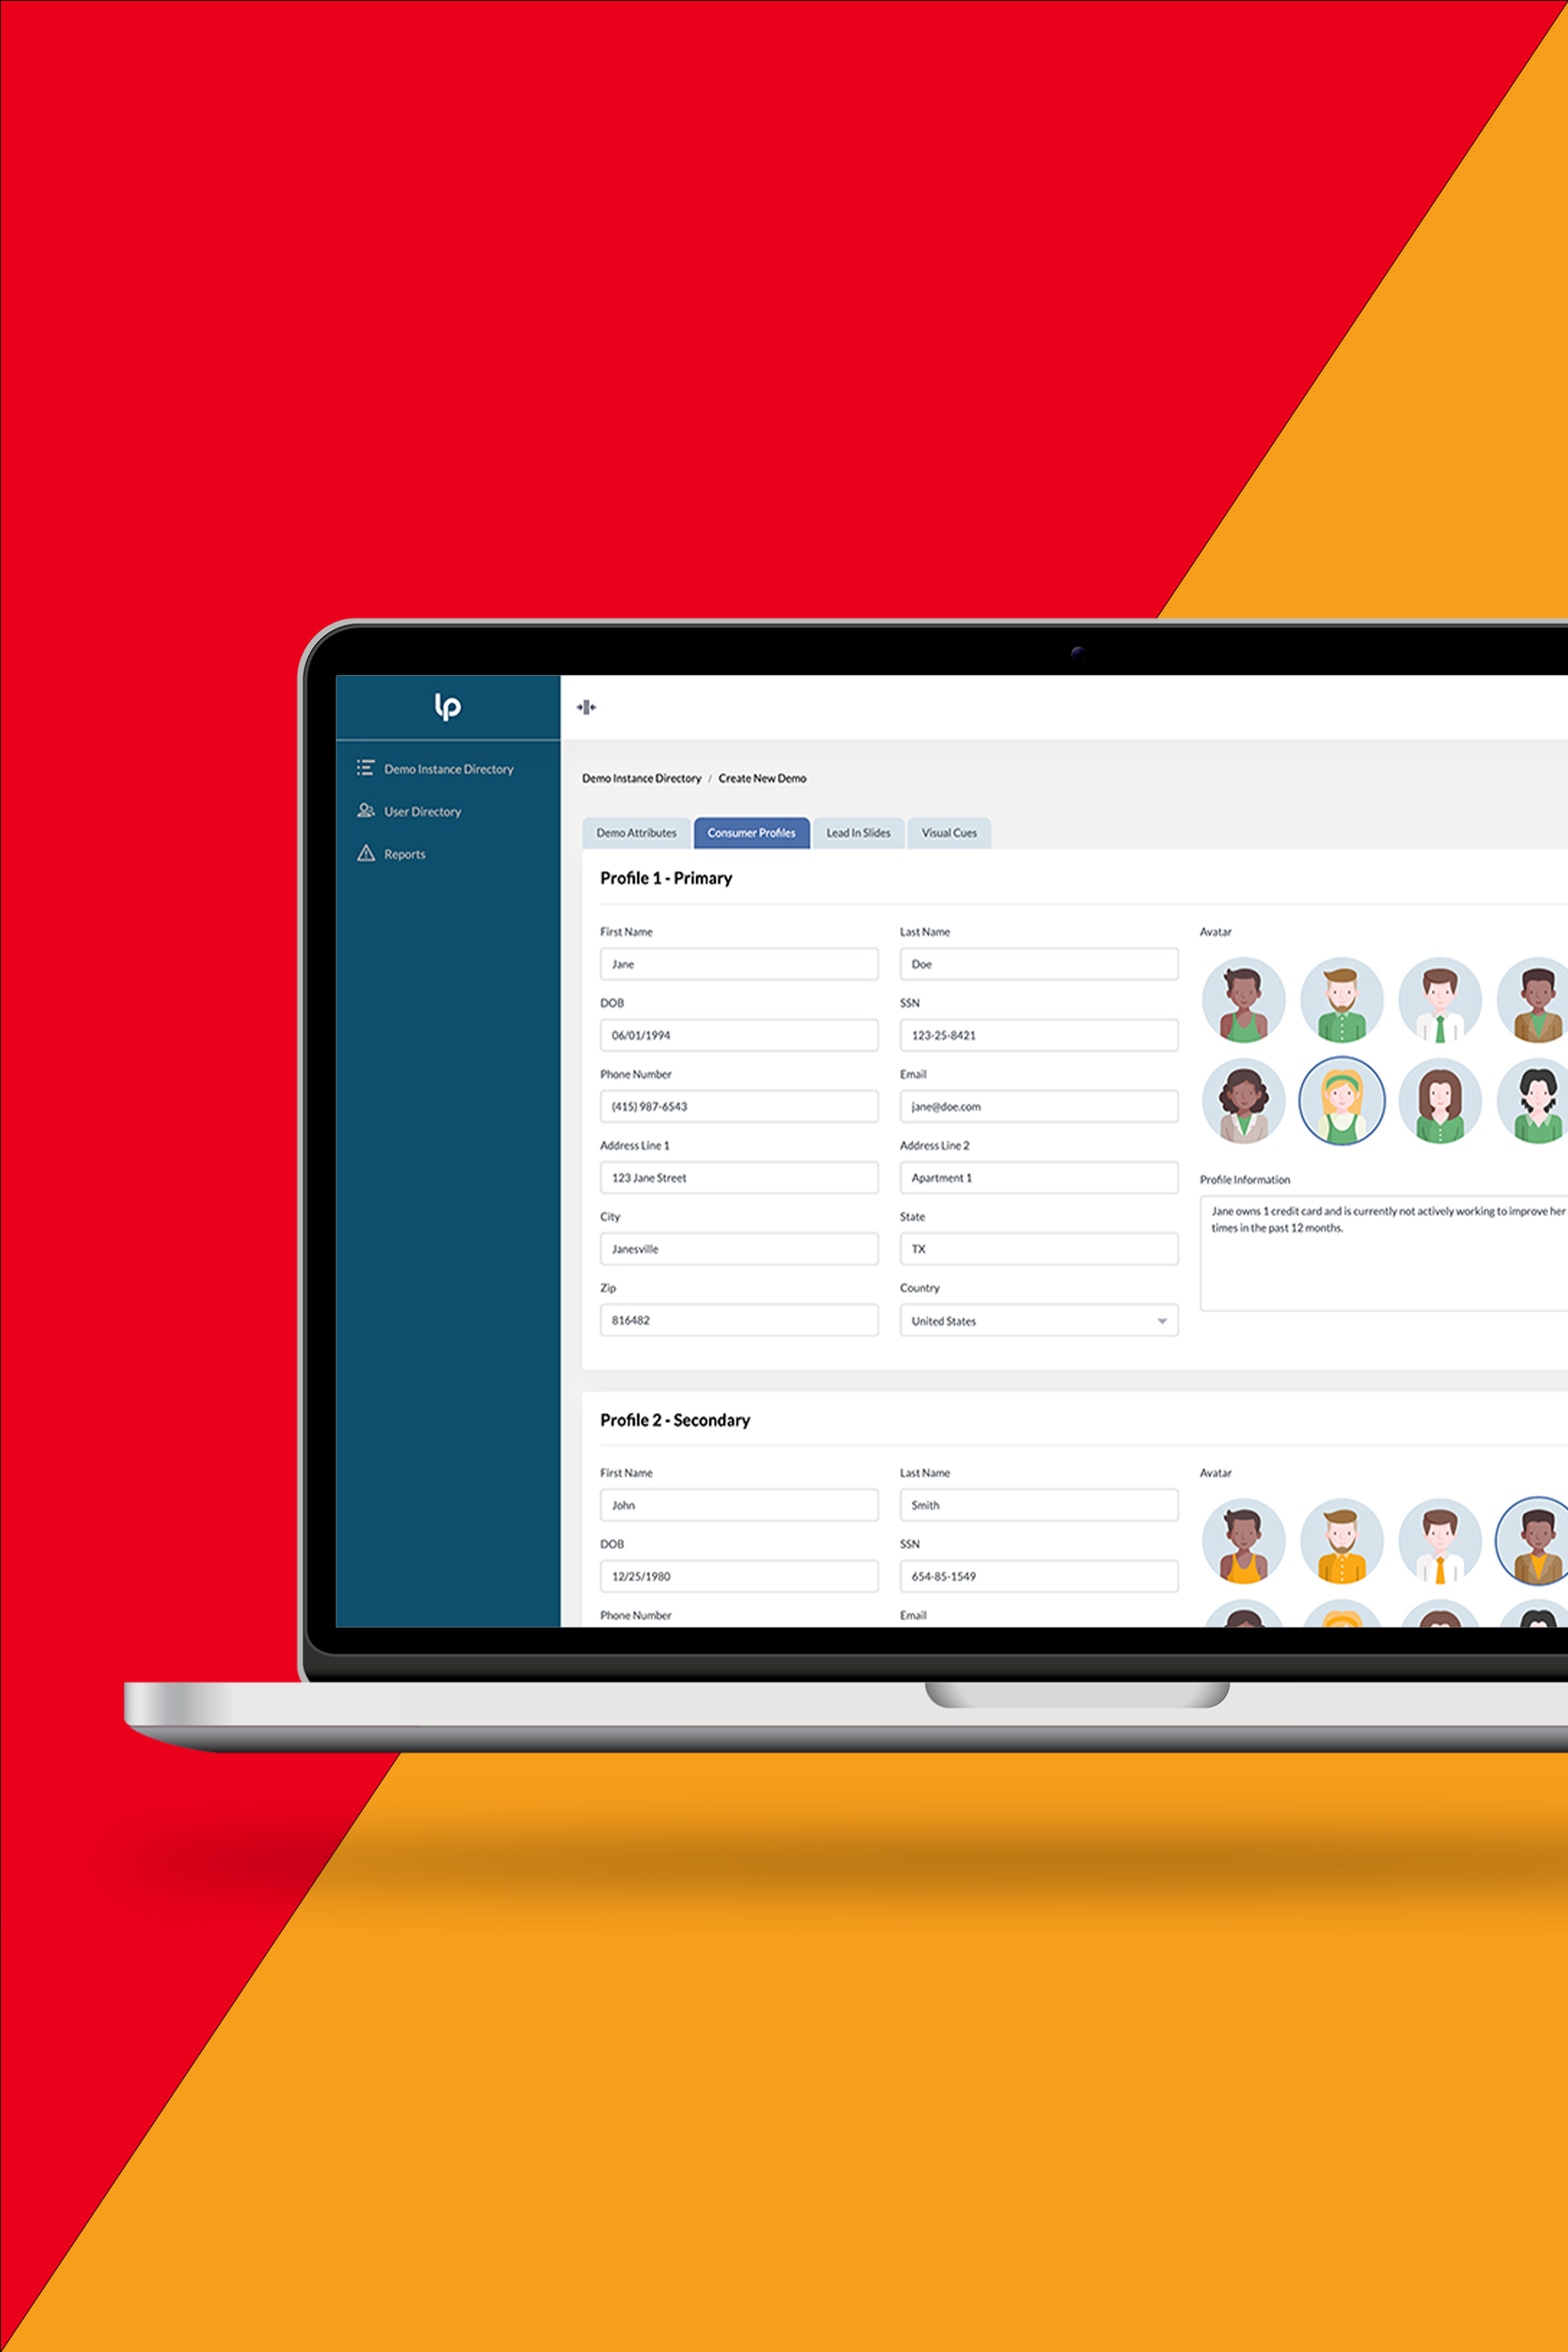 lp
Demo Instance Directory
User Directory
Reports
Demo Instance Directory / Create New Demo
Demo Attributes
Consumer Profiles
Lead In Slides
Visual Cues
Profile 1 - Primary
First Name
Last Name
Avatar
Jane
Doe
DOB
SSN
06/01/1994
123-25-8421
Phone Number
Email
(415) 987-6543
jane@doe.com
Address Line 1
Address Line 2
123 Jane Street
Apartment 1
Profile Information
Jane owns 1 credit card and is currently not actively working to improve her
times in the past 12 months.
City
State
Janesville
TX
Zip
Country
816482
United States
Profile 2 - Secondary
First Name
Last Name
Avatar
John
Smith
DOB
SSN
12/25/1980
654-85-1549
Phone Number
Email